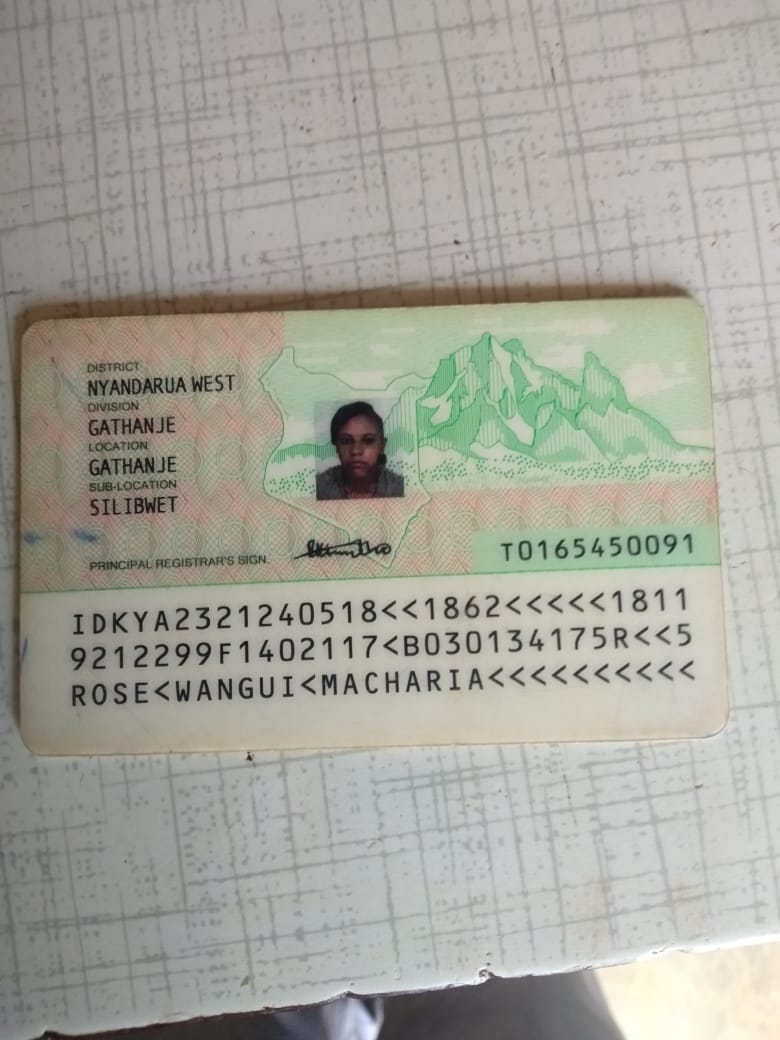 DISTRICT
NYANDARUA WEST
DIVISION
GATHANJE
LOCATION
GATHANJE
SUB-LOCATION
SILIBWET
PRINCIPAL REGISTRAR'S SIGN.
T0165450091
IDKYA2321240518<<1862<<<<<1811
9212299F1402117<B030134175R<<5
ROSE<WANGUI<MACHARIA<<<<<<<<<<